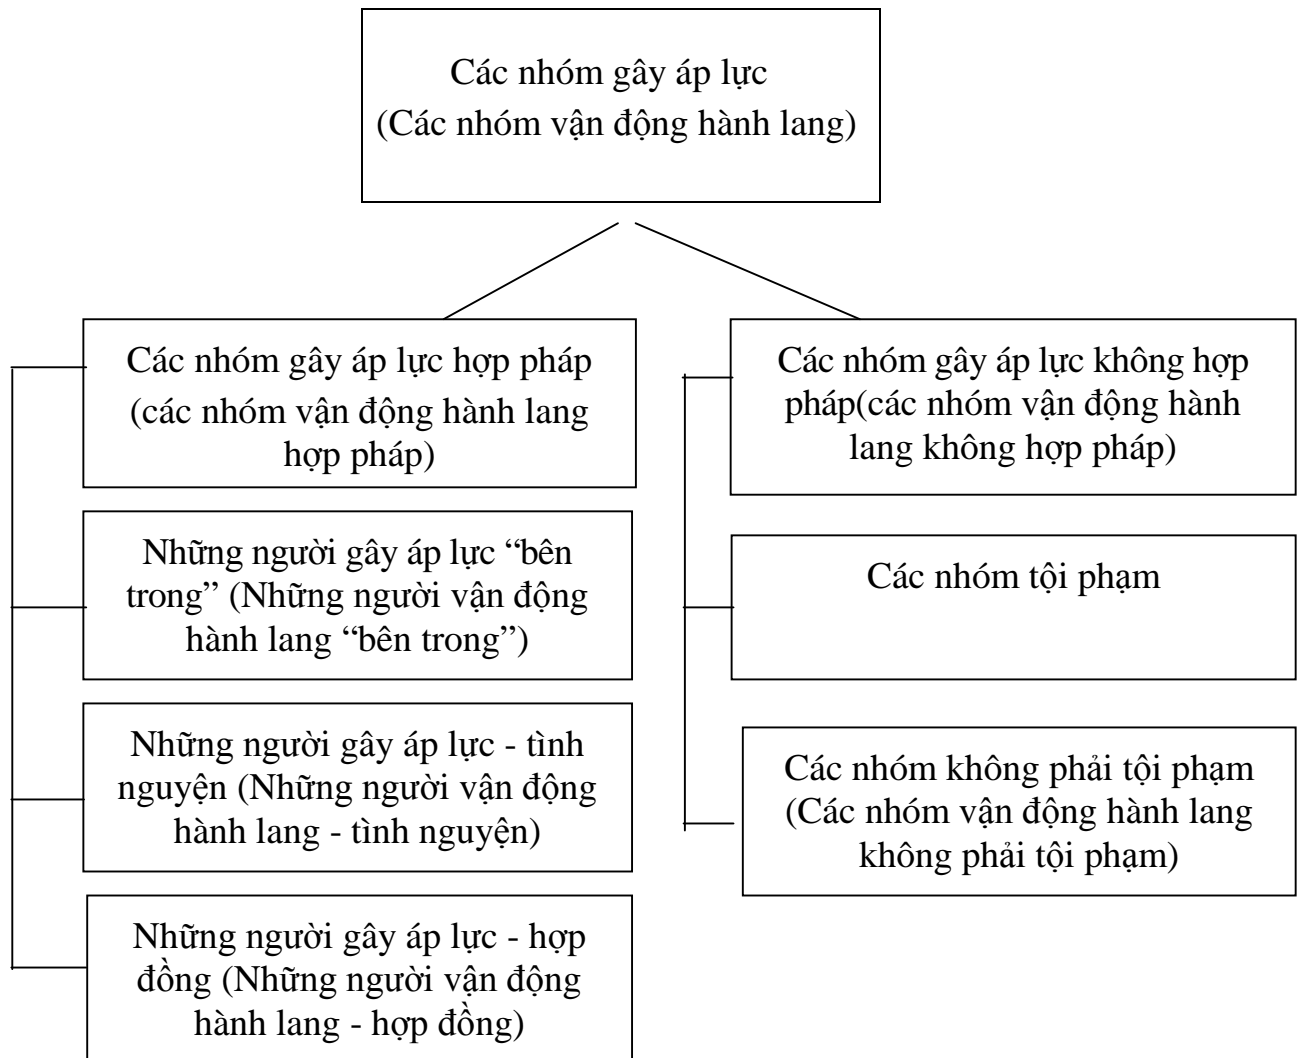 Các nhóm gây áp lực
(Các nhóm vận động hành lang)
Các nhóm gây áp lực hợp pháp
(các nhóm vận động hành lang
hợp pháp)
Những người gây áp lực “bên
trong” (Những người vận động
hành lang “bên trong”)
Những người gây áp lực - tình
nguyện (Những người vận động
hành lang - tình nguyện)
Những người gây áp lực - hợp
đồng (Những người vận động
hành lang - hợp đồng)
Các nhóm gây áp lực không hợp
pháp(các nhóm vận động hành
lang không hợp pháp)
Các nhóm tội phạm
Các nhóm không phải tội phạm
(Các nhóm vận động hành lang
không phải tội phạm)